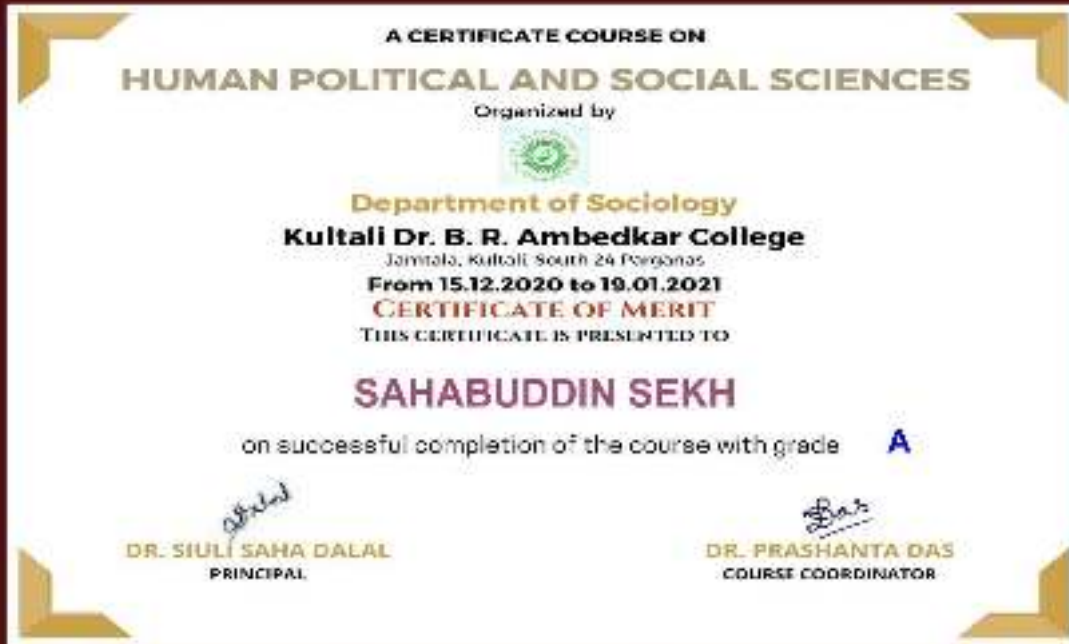 A CERTIFICATE COURSE ON
HUMAN POLITICAL AND SOCIAL SCIENCES
Organized by
Department of Sociology
Kultali Dr. B. R. Ambedkar College
Jamtala, Kultali, South 24 Parganas
From 15.12.2020 to 19.01.2021
CERTIFICATE OF MERIT
THIS CERTIFICATE IS PRESENTED TO
SAHABUDDIN SEKH
on successful completion of the course with grade A
DR. SIULI SAHA DALAL
PRINCIPAL
DR. PRASHANTA DAS
COURSE COORDINATOR